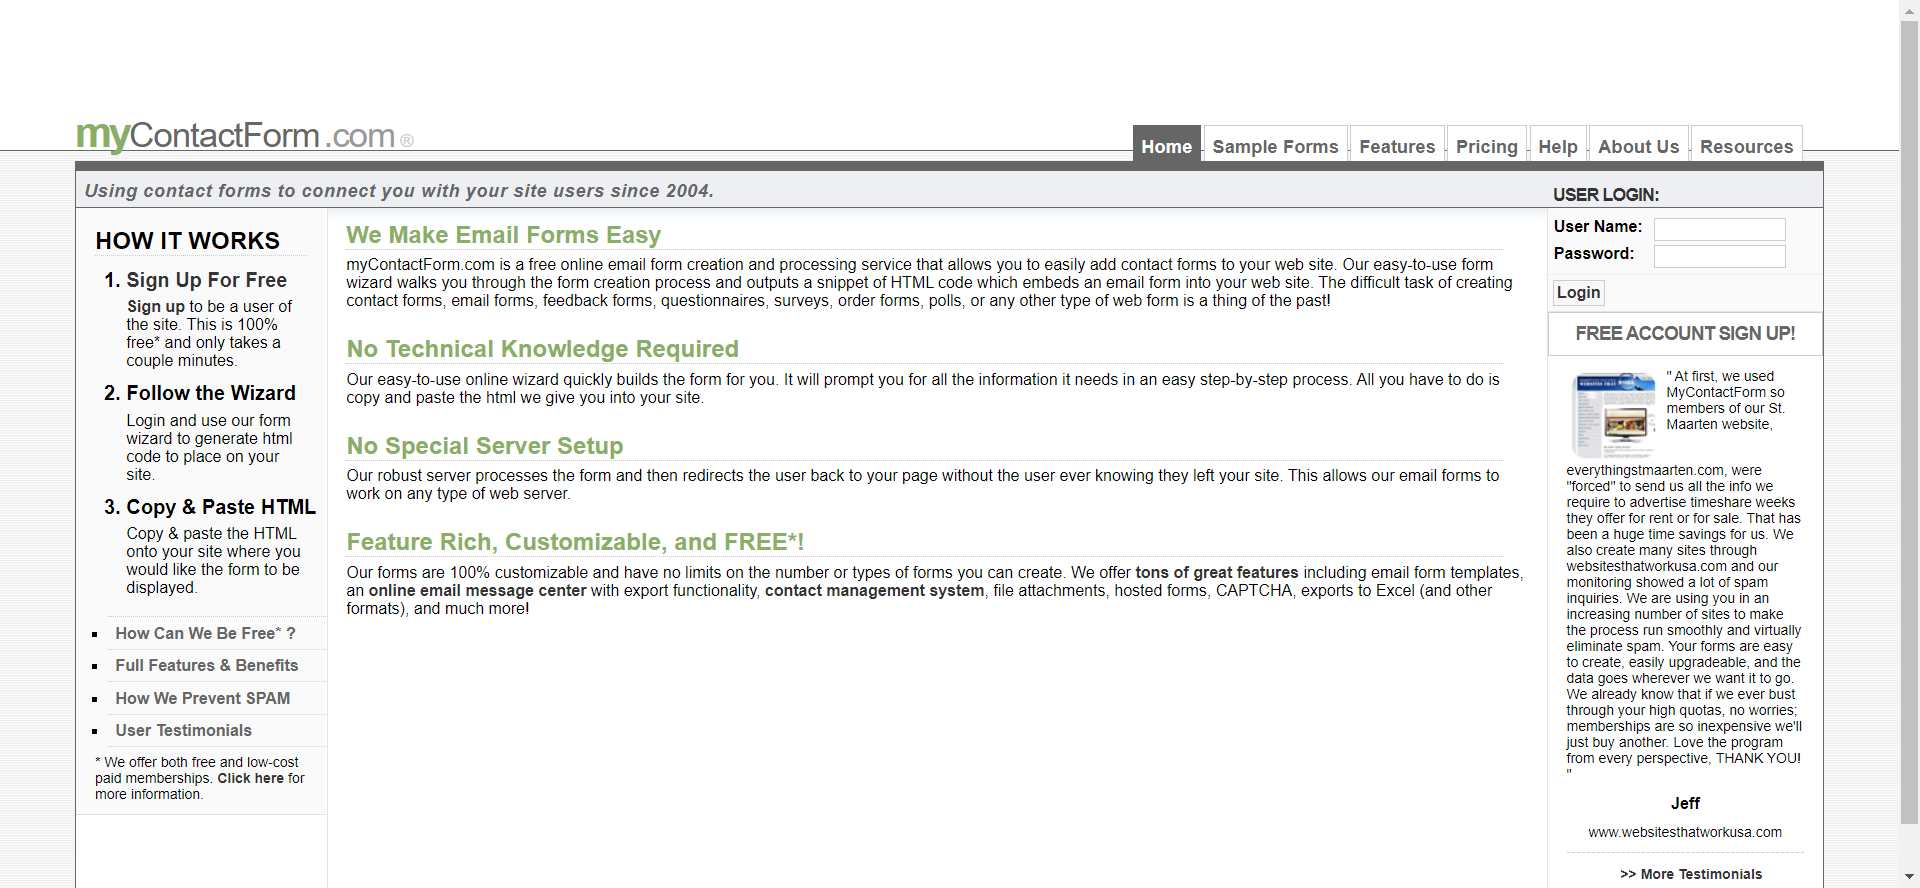 myContactForm.com ®
Home
Sample Forms
Features
Pricing
Help
About Us
Resources
Using contact forms to connect you with your site users since 2004.
HOW IT WORKS
1. Sign Up For Free
Sign up to be a user of
the site. This is 100%
free* and only takes a
couple minutes.
2. Follow the Wizard
Login and use our form
wizard to generate html
code to place on your
site.
3. Copy & Paste HTML
Copy & paste the HTML
onto your site where you
would like the form to be
displayed.
How Can We Be Free* ?
Full Features & Benefits
How We Prevent SPAM
User Testimonials
* We offer both free and low-cost
paid memberships. Click here for
more information.
We Make Email Forms Easy
myContactForm.com is a free online email form creation and processing service that allows you to easily add contact forms to your web site. Our easy-to-use form
wizard walks you through the form creation process and outputs a snippet of HTML code which embeds an email form into your web site. The difficult task of creating
contact forms, email forms, feedback forms, questionnaires, surveys, order forms, polls, or any other type of web form is a thing of the past!
No Technical Knowledge Required
Our easy-to-use online wizard quickly builds the form for you. It will prompt you for all the information it needs in an easy step-by-step process. All you have to do is
copy and paste the html we give you into your site.
No Special Server Setup
Our robust server processes the form and then redirects the user back to your page without the user ever knowing they left your site. This allows our email forms to
work on any type of web server.
Feature Rich, Customizable, and FREE*!
Our forms are 100% customizable and have no limits on the number or types of forms you can create. We offer tons of great features including email form templates,
an online email message center with export functionality, contact management system, file attachments, hosted forms, CAPTCHA, exports to Excel (and other
formats), and much more!
USER LOGIN:
User Name:
Password:
Login
FREE ACCOUNT SIGN UP!
" At first, we used
MyContactForm so
members of our St.
Maarten website,
everythingstmaarten.com, were
"forced" to send us all the info we
require to advertise timeshare weeks
they offer for rent or for sale. That has
been a huge time savings for us. We
also create many sites through
websitesthatworkusa.com and our
monitoring showed a lot of spam
inquiries. We are using you in an
increasing number of sites to make
the process run smoothly and virtually
eliminate spam. Your forms are easy
to create, easily upgradeable, and the
data goes wherever we want it to go.
We already know that if we ever bust
through your high quotas, no worries;
memberships are so inexpensive we'll
just buy another. Love the program
from every perspective, THANK YOU!
"
Jeff
www.websitesthatworkusa.com
>> More Testimonials